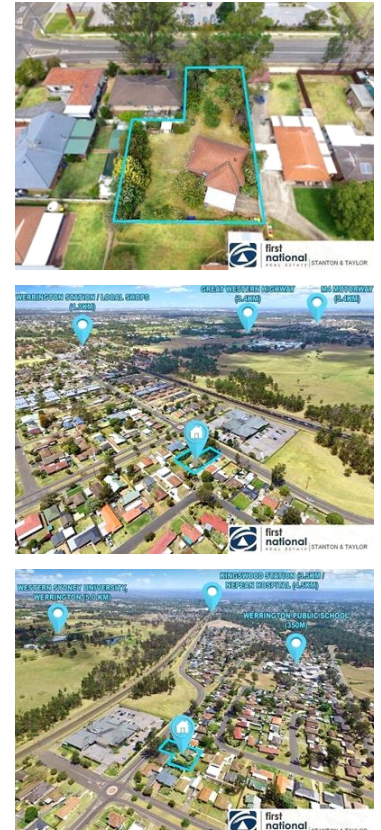 first
national
REAL ESTATE
STANTON & TAYLOR
WERRINGTON STATION / LOCAL SHOPS
GREAT WESTERN HIGHWAY
M4 MOTORWAY
first
national
REAL ESTATE
STANTON & TAYLOR
WESTERN SYDNEY UNIVERSITY,
WERRINGTON
KINGSWOOD STATION
NEPEAN HOSPITAL
WERRINGTON PUBLIC SCHOOL
(350M)
first
national